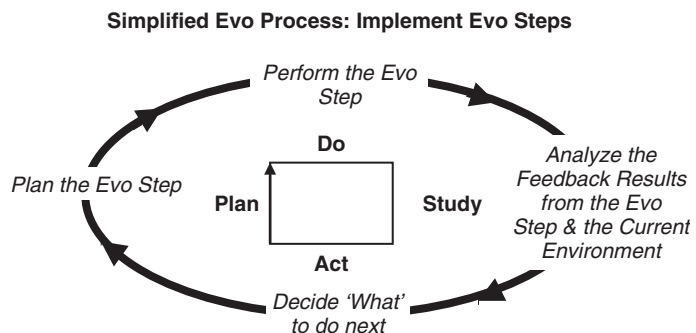 Simplified Evo Process: Implement Evo Steps
Perform the Evo
Step
Do
Plan the Evo Step
Plan
Study
Analyze the
Feedback Results
from the Evo
Step & the Current
Environment
Act
Decide 'What'
to do next